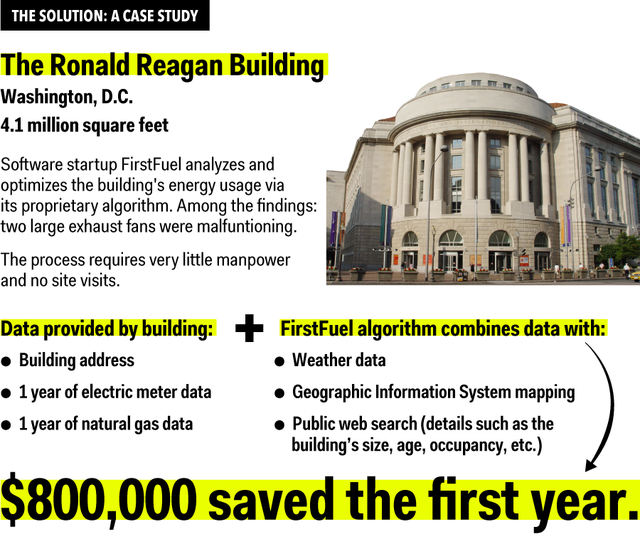 THE SOLUTION: A CASE STUDY
The Ronald Reagan Building
Washington, D.C.
4.1 million square feet
Software startup FirstFuel analyzes and
optimizes the building's energy usage via
its proprietary algorithm. Among the findings:
two large exhaust fans were malfuntioning.
The process requires very little manpower
and no site visits.
Data provided by building:
● Building address
● 1 year of electric meter data
● 1 year of natural gas data
+
FirstFuel algorithm combines data with:
● Weather data
● Geographic Information System mapping
● Public web search (details such as the
building’s size, age, occupancy, etc.)
$800,000 saved the first year.